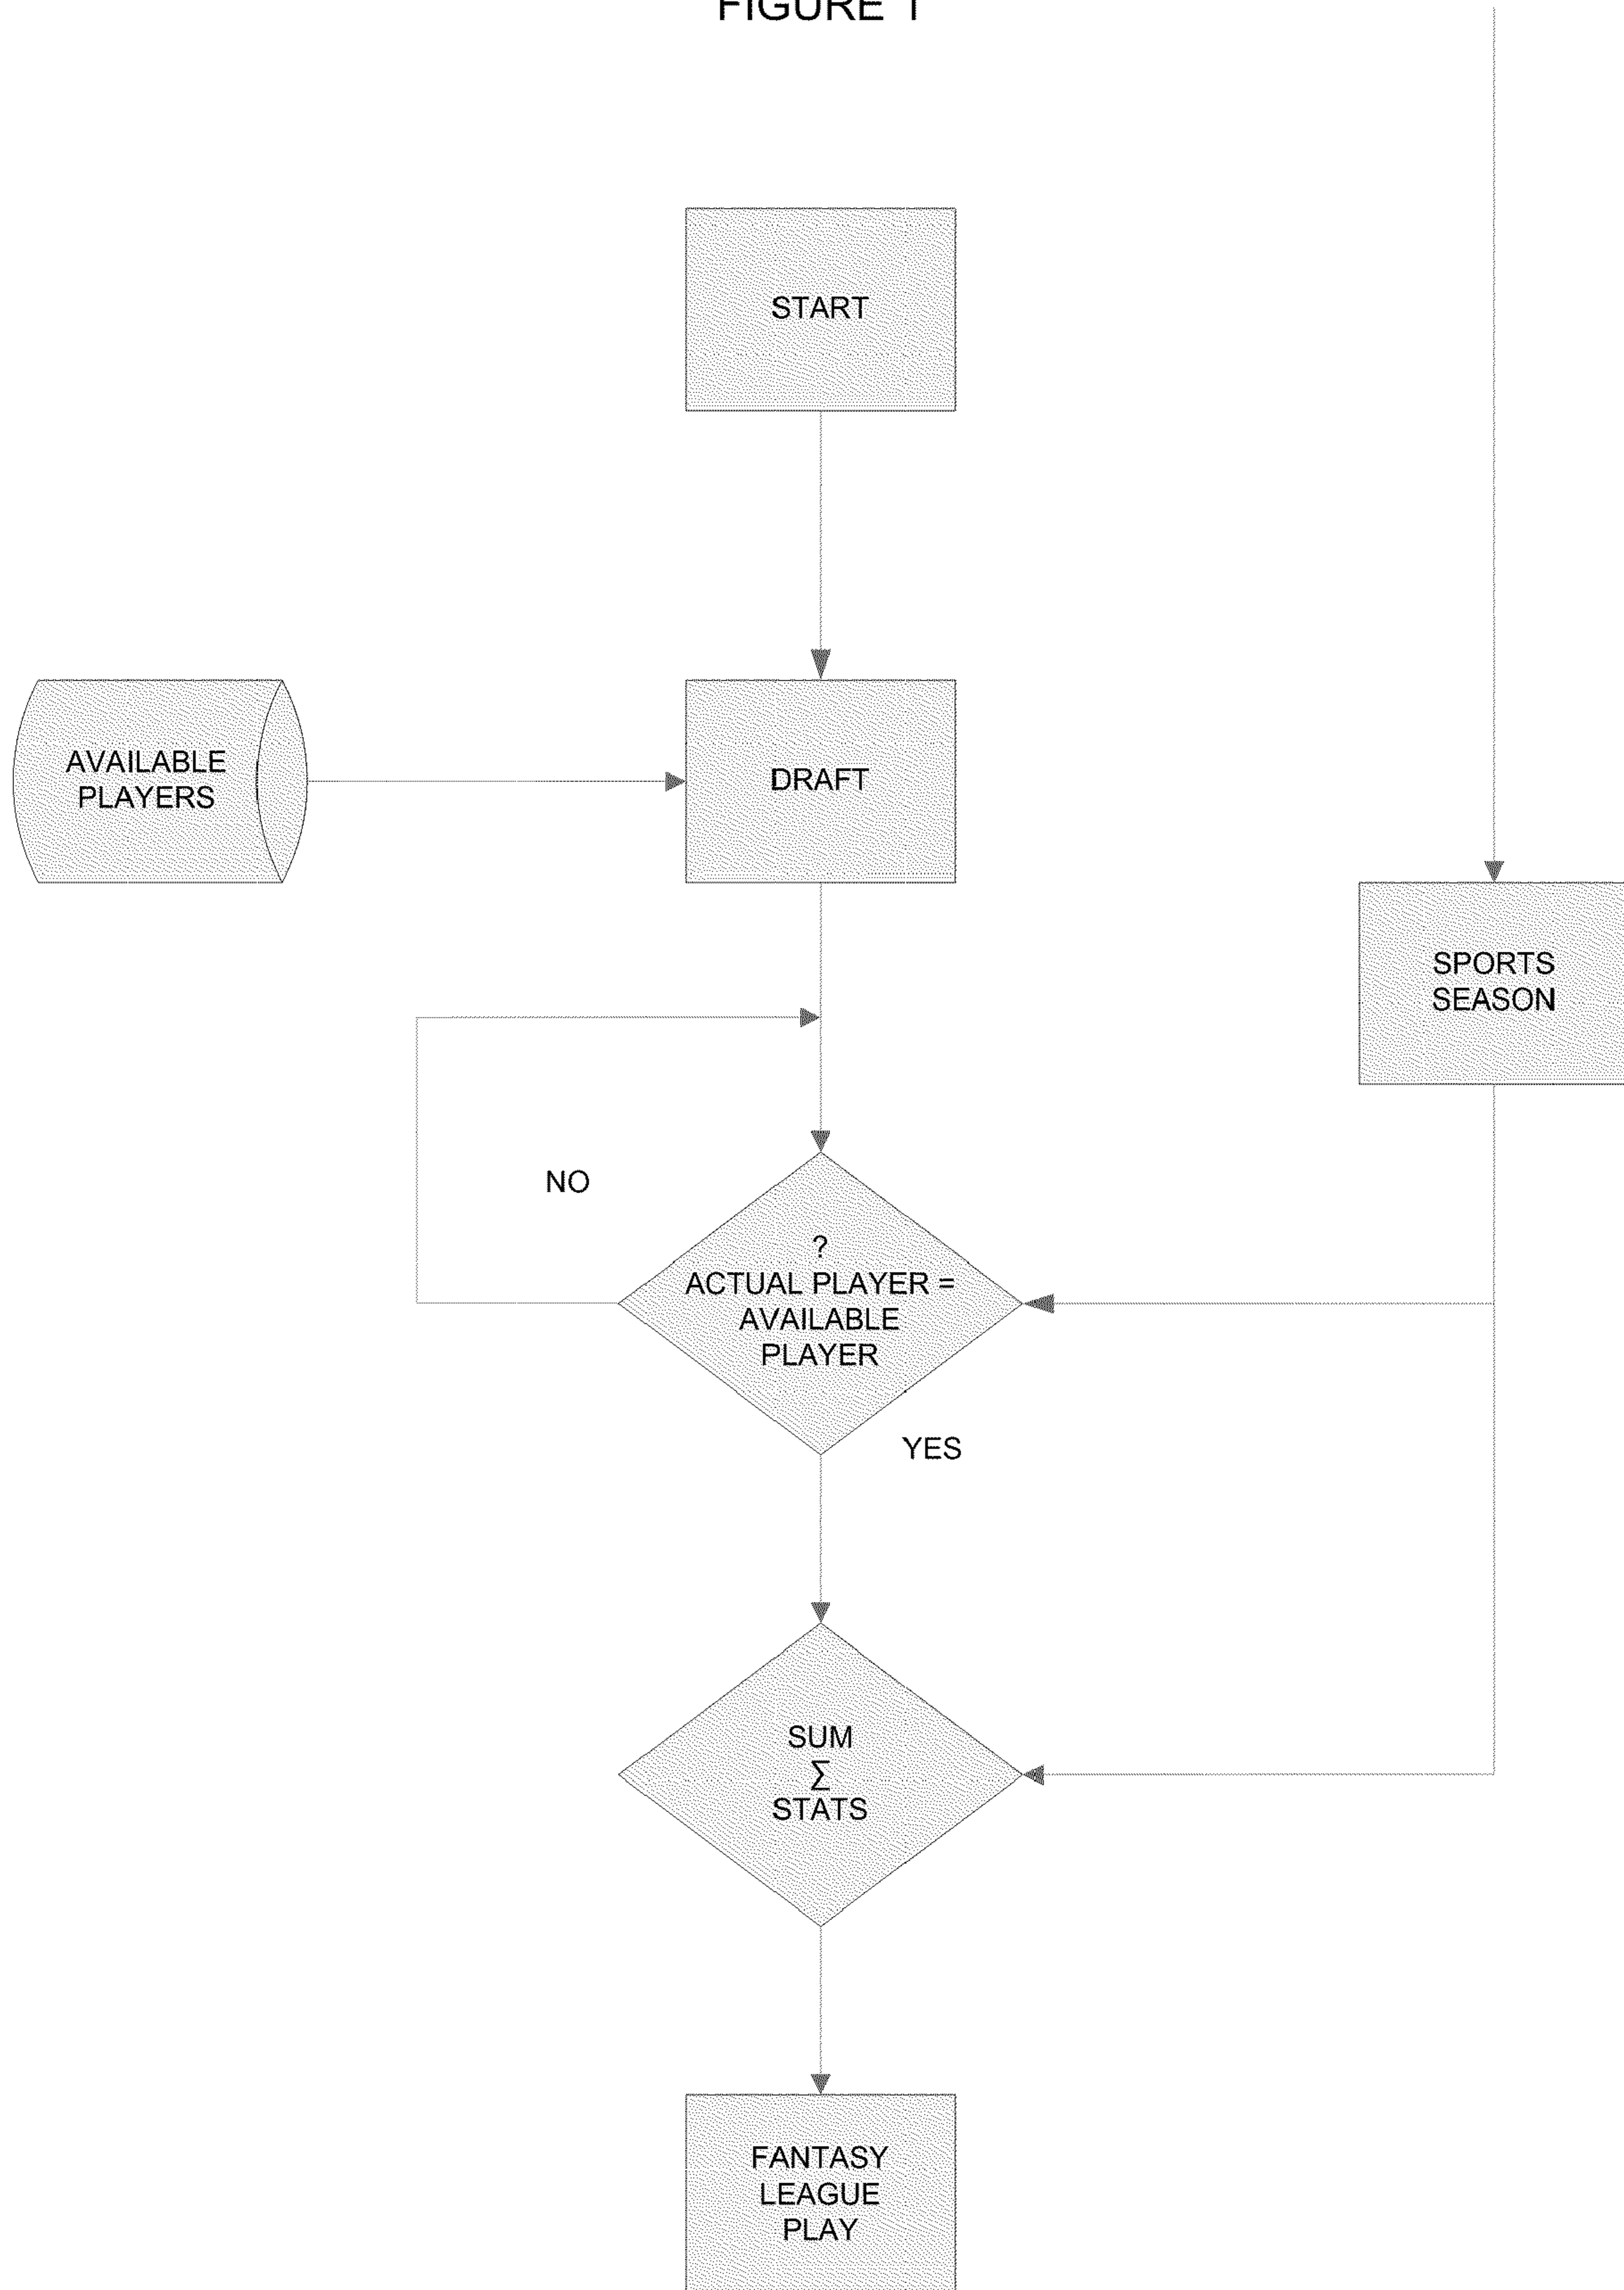 FIGURE 1
START
AVAILABLE
PLAYERS
DRAFT
SPORTS
SEASON
NO
?
ACTUAL PLAYER =
AVAILABLE
PLAYER
YES
SUM
∑
STATS
FANTASY
LEAGUE
PLAY